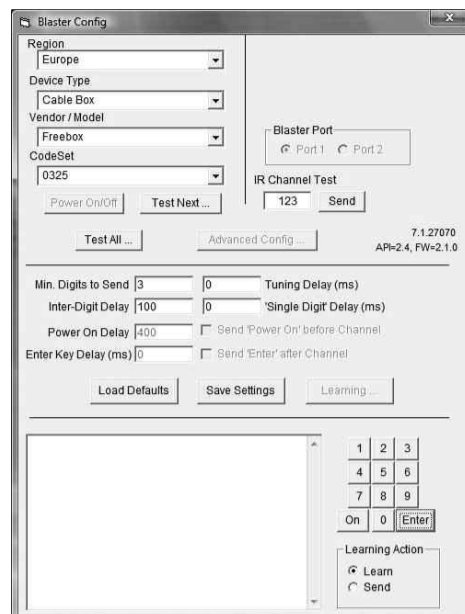 Blaster Config
Region
Europe
Device Type
Cable Box
Vendor / Model
Freebox
CodeSet
0325
Power On/Off
Test Next ...
Blaster Port
Port 1
Port 2
IR Channel Test
123
Send
Test All ...
Advanced Config ...
7.1.27070
API=2.4, FW=2.1.0
Min. Digits to Send
3
0
Tuning Delay (ms)
Inter-Digit Delay
100
0
'Single Digit' Delay (ms)
Power On Delay
400
Send 'Power On' before Channel
Enter Key Delay (ms)
0
Send 'Enter' after Channel
Load Defaults
Save Settings
Learning ...
1 2 3
4 5 6
7 8 9
On 0 Enter
Learning Action
Learn
Send